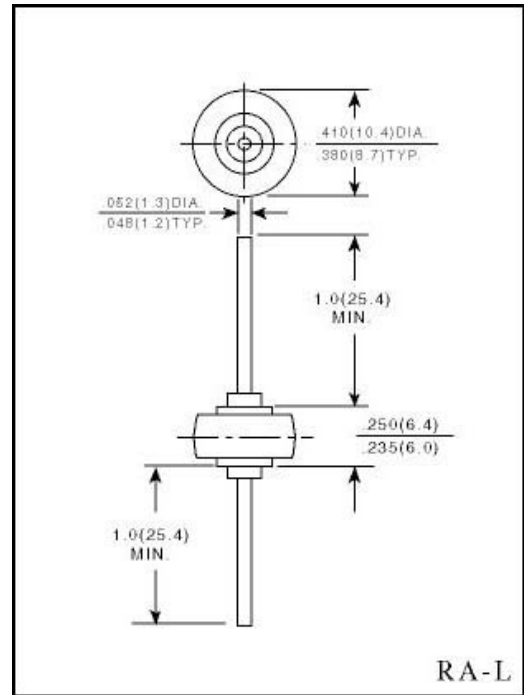 .410(10.4)DIA.
.380(8.7)TYP.
.052(1.3)DIA.
.048(1.2)TYP.
1.0(25.4)
MIN.
.250(6.4)
.235(6.0)
1.0(25.4)
MIN.
RA-L